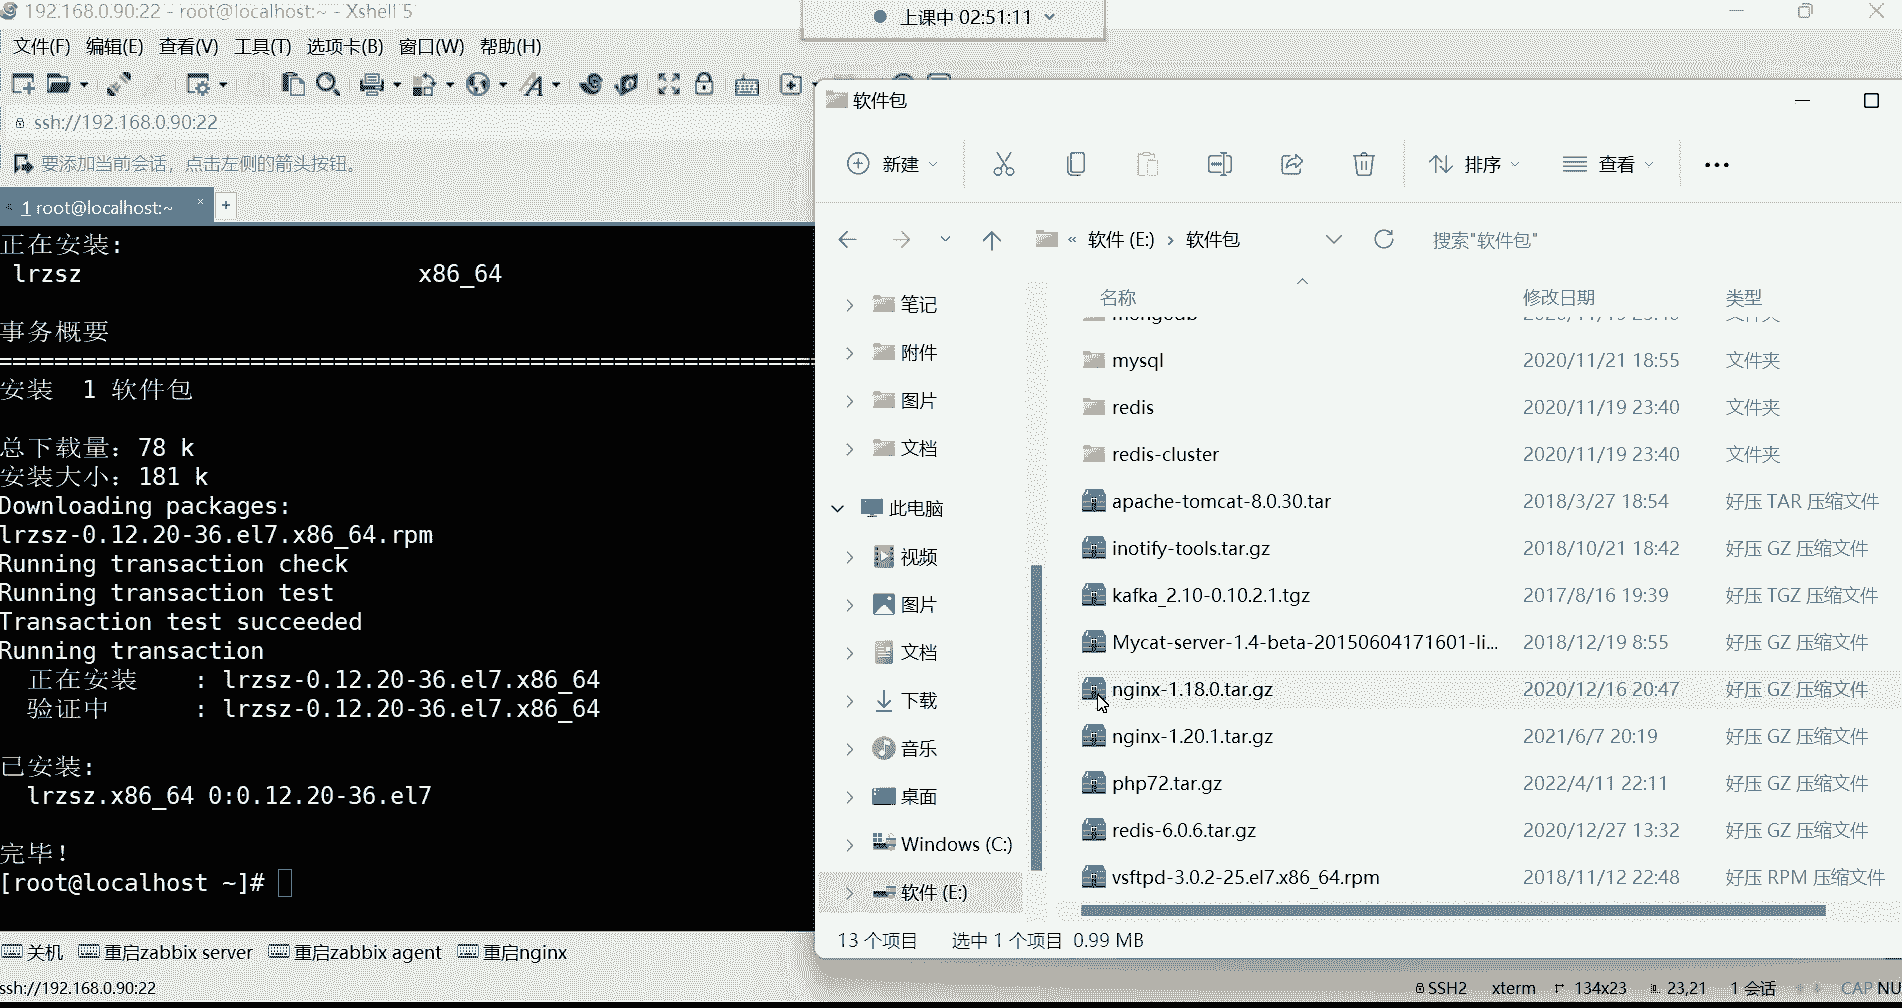 192.168.0.90:22 - root@localhost:~ - Xshell 5
上课中 02:51:11
文件(F) 编辑(E) 查看(V) 工具(T) 选项卡(B) 窗口(W) 帮助(H)
ssh://192.168.0.90:22
要添加当前会话，点击左侧的箭头按钮。
1 root@localhost:~ × +
正在安装:
lrzsz x86_64
事务概要
================================================================
安装 1 软件包
总下载量：78 k
安装大小：181 k
Downloading packages:
lrzsz-0.12.20-36.el7.x86_64.rpm
Running transaction check
Running transaction test
Transaction test succeeded
Running transaction
正在安装 : lrzsz-0.12.20-36.el7.x86_64
验证中 : lrzsz-0.12.20-36.el7.x86_64
已安装:
lrzsz.x86_64 0:0.12.20-36.el7
完毕！
[root@localhost ~]#
关机 重启zabbix server 重启zabbix agent 重启nginx
ssh://192.168.0.90:22
软件包
新建 排序 查看
« 软件 (E:) › 软件包
搜索"软件包"
笔记
附件
图片
文档
此电脑
视频
图片
文档
下载
音乐
桌面
Windows (C:)
软件 (E:)
名称 修改日期 类型
mongodb
mysql 2020/11/21 18:55 文件夹
redis 2020/11/19 23:40 文件夹
redis-cluster 2020/11/19 23:40 文件夹
apache-tomcat-8.0.30.tar 2018/3/27 18:54 好压 TAR 压缩文件
inotify-tools.tar.gz 2018/10/21 18:42 好压 GZ 压缩文件
kafka_2.10-0.10.2.1.tgz 2017/8/16 19:39 好压 TGZ 压缩文件
Mycat-server-1.4-beta-20150604171601-li... 2018/12/19 8:55 好压 GZ 压缩文件
nginx-1.18.0.tar.gz 2020/12/16 20:47 好压 GZ 压缩文件
nginx-1.20.1.tar.gz 2021/6/7 20:19 好压 GZ 压缩文件
php72.tar.gz 2022/4/11 22:11 好压 GZ 压缩文件
redis-6.0.6.tar.gz 2020/12/27 13:32 好压 GZ 压缩文件
vsftpd-3.0.2-25.el7.x86_64.rpm 2018/11/12 22:48 好压 RPM 压缩文件
13 个项目 选中 1 个项目 0.99 MB
SSH2 xterm 134x23 23,21 1 会话 CAP NU